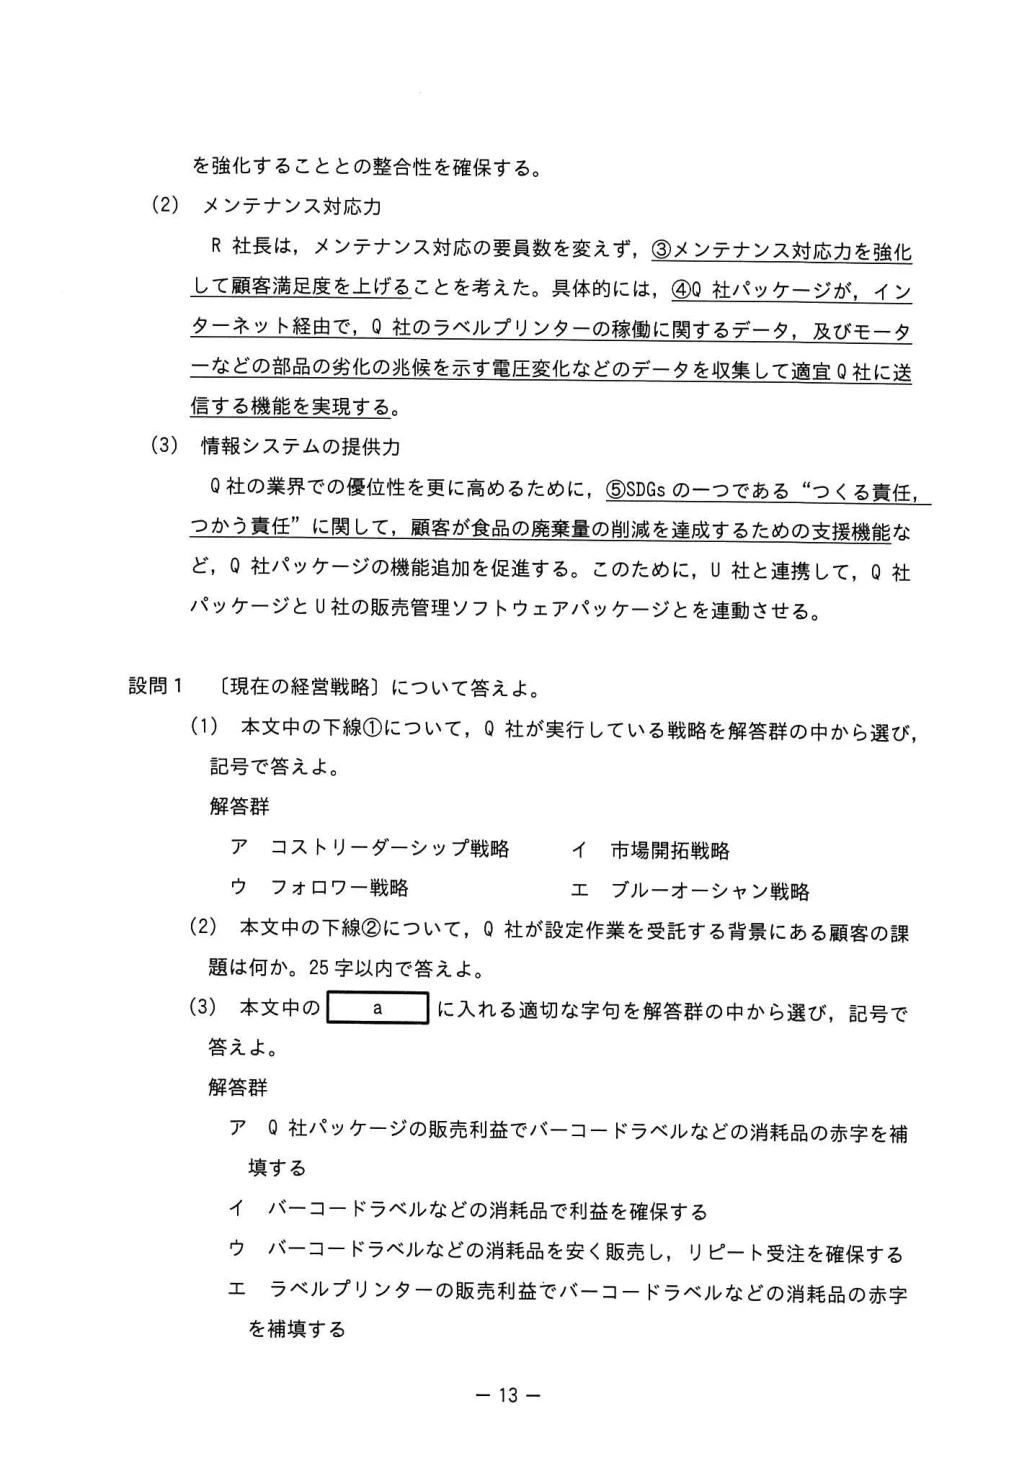 を強化することとの整合性を確保する。
(2) メンテナンス対応力
R 社長は，メンテナンス対応の要員数を変えず，③メンテナンス対応力を強化
して顧客満足度を上げることを考えた。具体的には，④Q 社パッケージが，イン
ターネット経由で，Q 社のラベルプリンターの稼働に関するデータ，及びモータ
ーなどの部品の劣化の兆候を示す電圧変化などのデータを収集して適宜 Q 社に送
信する機能を実現する。
(3) 情報システムの提供力
Q 社の業界での優位性を更に高めるために，⑤SDGs の一つである “つくる責任，
つかう責任” に関して，顧客が食品の廃棄量の削減を達成するための支援機能な
ど，Q 社パッケージの機能追加を促進する。このために，U 社と連携して，Q 社
パッケージと U 社の販売管理ソフトウェアパッケージとを連動させる。
設問1 〔現在の経営戦略〕について答えよ。
(1) 本文中の下線①について，Q 社が実行している戦略を解答群の中から選び，
記号で答えよ。
解答群
ア コストリーダーシップ戦略 イ 市場開拓戦略
ウ フォロワー戦略 エ ブルーオーシャン戦略
(2) 本文中の下線②について，Q 社が設定作業を受託する背景にある顧客の課
題は何か。25 字以内で答えよ。
(3) 本文中の a に入れる適切な字句を解答群の中から選び，記号で
答えよ。
解答群
ア Q 社パッケージの販売利益でバーコードラベルなどの消耗品の赤字を補
填する
イ バーコードラベルなどの消耗品で利益を確保する
ウ バーコードラベルなどの消耗品を安く販売し，リピート受注を確保する
エ ラベルプリンターの販売利益でバーコードラベルなどの消耗品の赤字
を補填する
－ 13 －